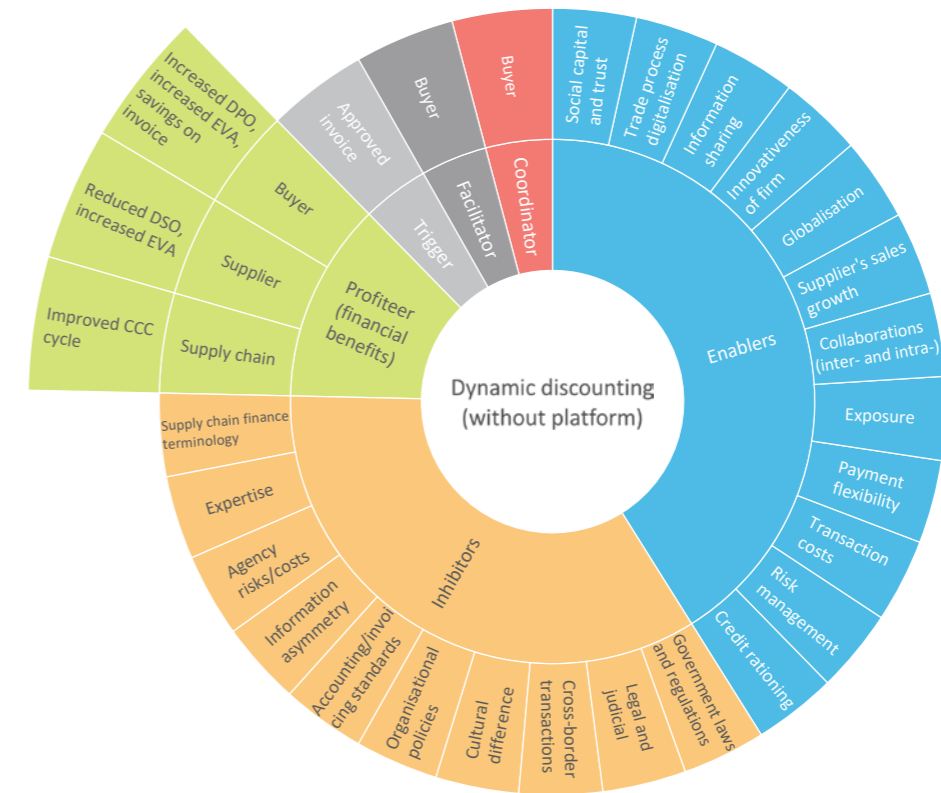 Dynamic discounting
(without platform)
Enablers
Social capital
and trust
Trade process
digitalisation
Information
sharing
Innovativeness
of firm
Globalisation
Supplier's sales
growth
Collaborations
(inter- and intra-)
Exposure
Payment
flexibility
Transaction
costs
Risk
management
Credit rationing
Inhibitors
Government laws
and regulations
Legal and
judicial
Cross-border
transactions
Cultural
difference
Organisational
policies
Accounting/invoi
cing standards
Information
asymmetry
Agency
risks/costs
Expertise
Supply chain finance
terminology
Profiteer
(financial
benefits)
Supply chain
Improved CCC
cycle
Supplier
Reduced DSO,
increased EVA
Buyer
Increased DPO,
increased EVA,
savings on
invoice
Trigger
Approved
invoice
Facilitator
Buyer
Coordinator
Buyer